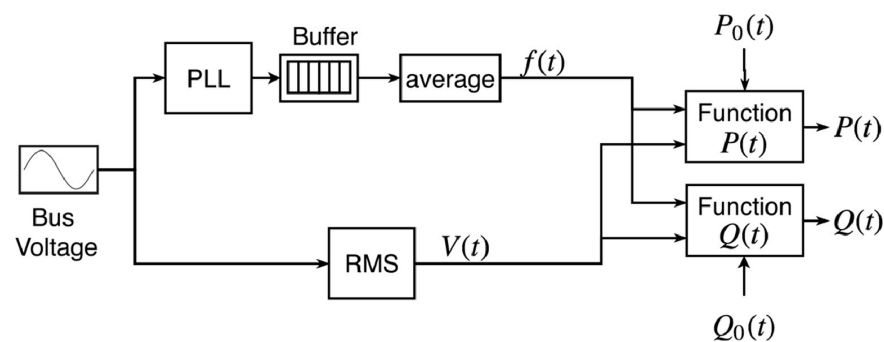 Buffer
P₀(t)
PLL
average
f(t)
Function
P(t)
P(t)
Bus
Voltage
RMS
V(t)
Function
Q(t)
Q(t)
Q₀(t)